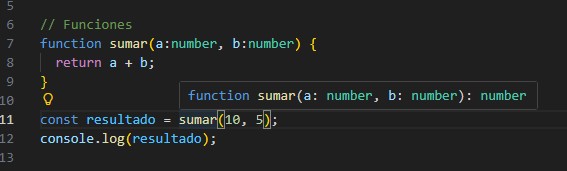 5
6 // Funciones
7 function sumar(a:number, b:number) {
8 return a + b;
9 }
10
function sumar(a: number, b: number): number
11 const resultado = sumar(10, 5);
12 console.log(resultado);
13